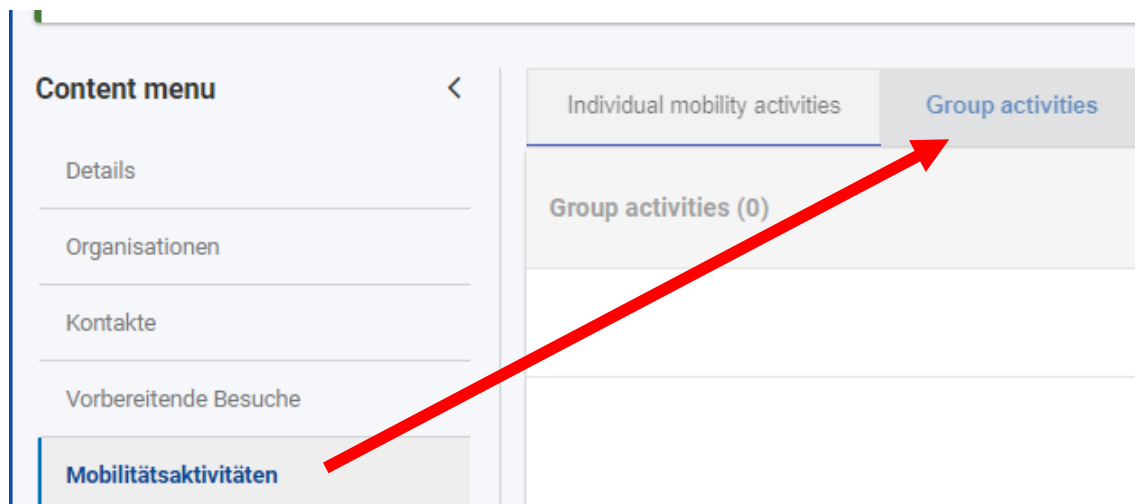 Content menu
Details
Organisationen
Kontakte
Vorbereitende Besuche
Mobilitätsaktivitäten
Individual mobility activities
Group activities
Group activities (0)